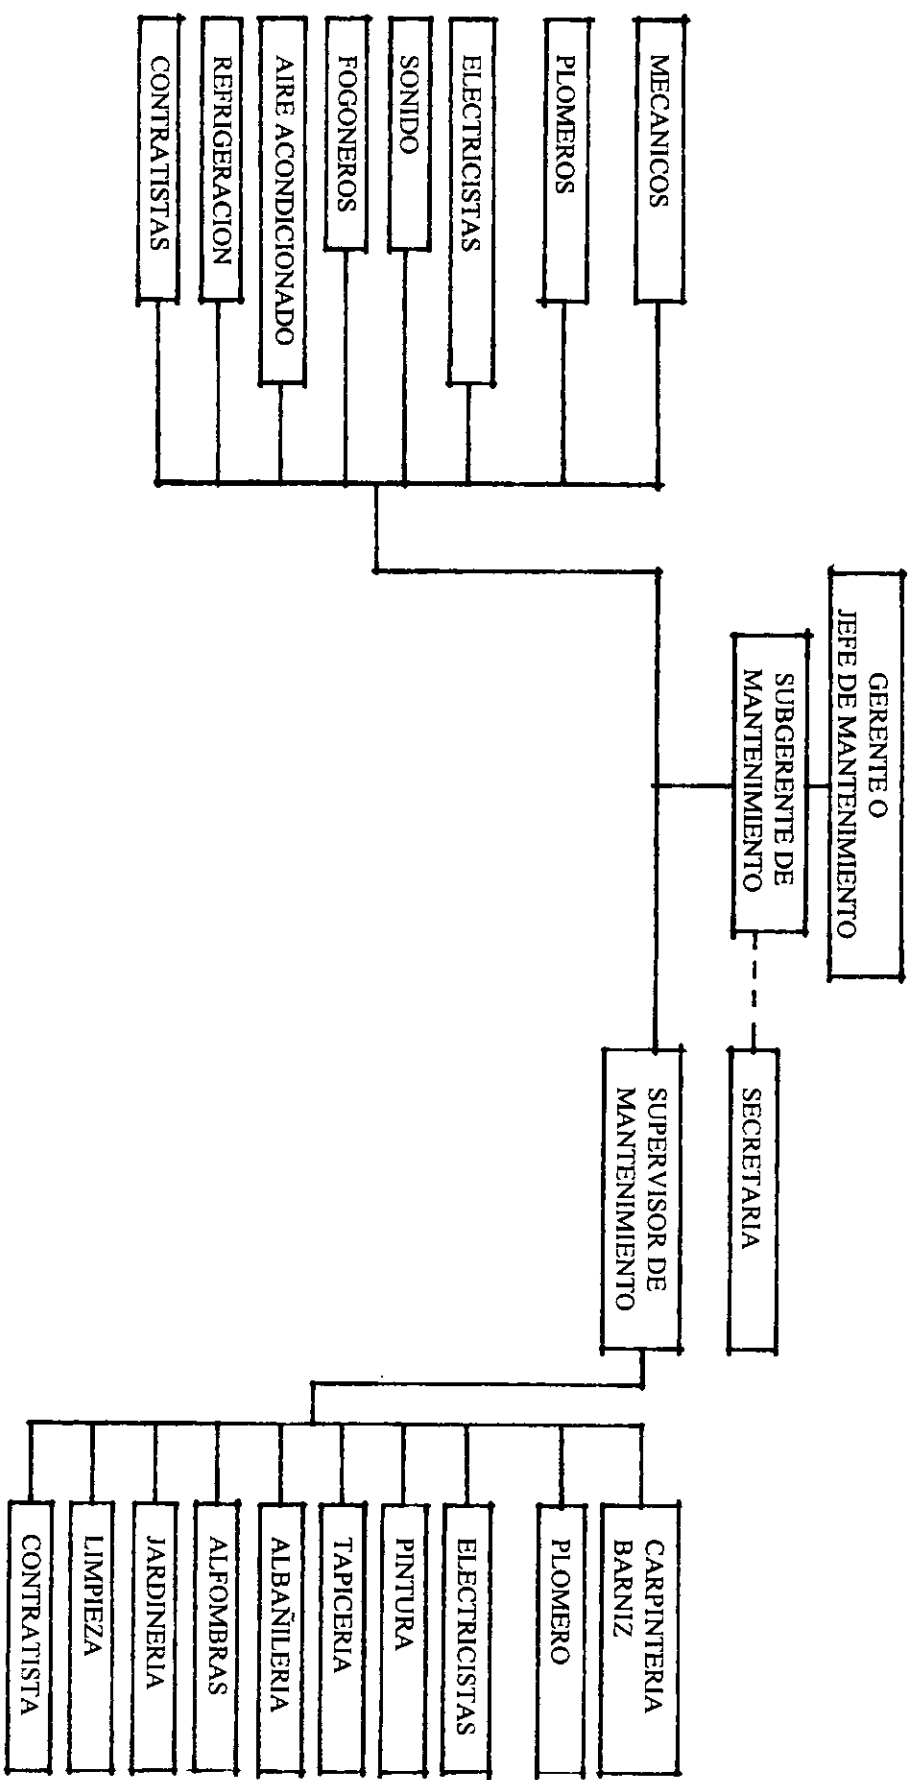 GERENTE O
JEFE DE MANTENIMIENTO
SUBGERENTE DE
MANTENIMIENTO
SECRETARIA
SUPERVISOR DE
MANTENIMIENTO
MECANICOS
PLOMEROS
ELECTRICISTAS
SONIDO
FOGONEROS
AIRE ACONDICIONADO
REFRIGERACION
CONTRATISTAS
CARPINTERIA
BARNIZ
PLOMERO
ELECTRICISTAS
PINTURA
TAPICERIA
ALBAÑILERIA
ALFOMBRAS
JARDINERIA
LIMPIEZA
CONTRATISTA